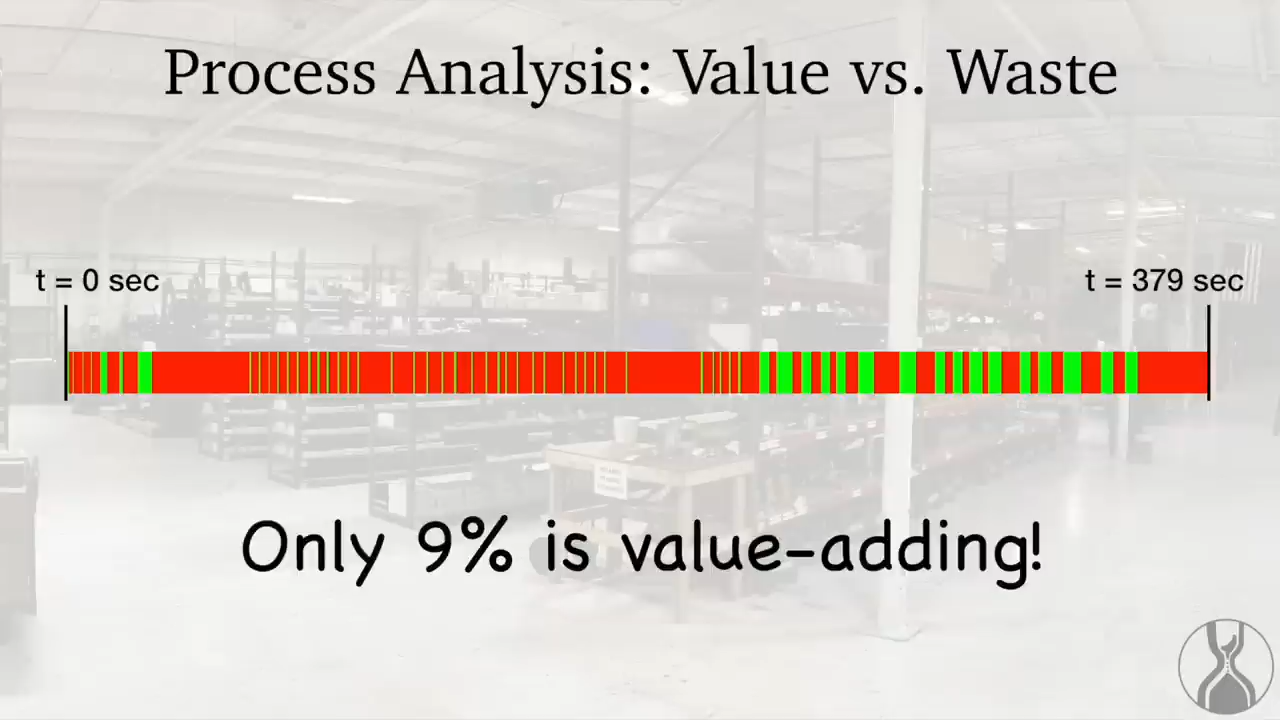 Process Analysis: Value vs. Waste
t = 0 sec
t = 379 sec
Only 9% is value-adding!